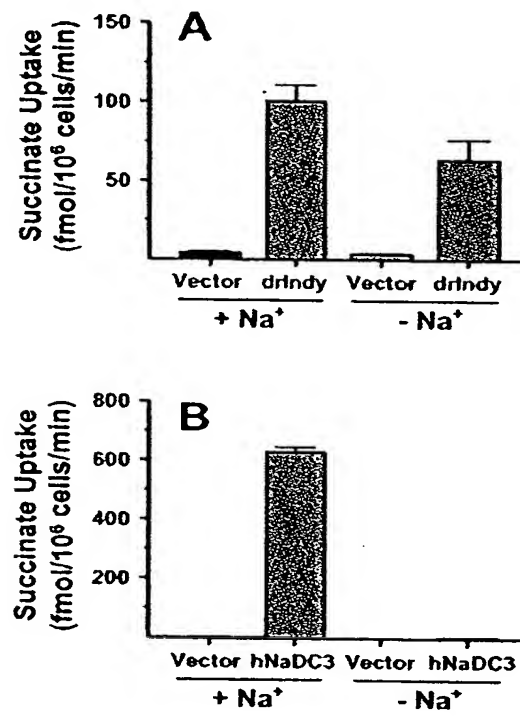 A
Succinate Uptake
(fmol/10⁶ cells/min)
150
100
50
Vector drIndy Vector drIndy
+ Na⁺ - Na⁺
B
Succinate Uptake
(fmol/10⁶ cells/min)
800
600
400
200
Vector hNaDC3 Vector hNaDC3
+ Na⁺ - Na⁺